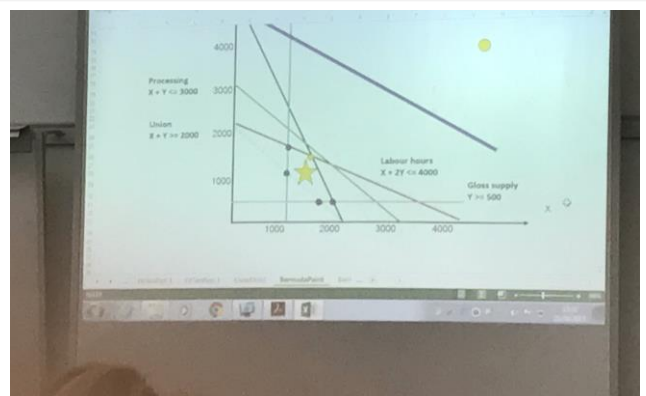 4000
Processing
X + Y <= 3000
3000
Union
X + Y >= 2000
2000
Labour hours
X + 2Y <= 4000
1000
Gloss supply
Y >= 500
X
1000 2000 3000 4000
BermudaPoint